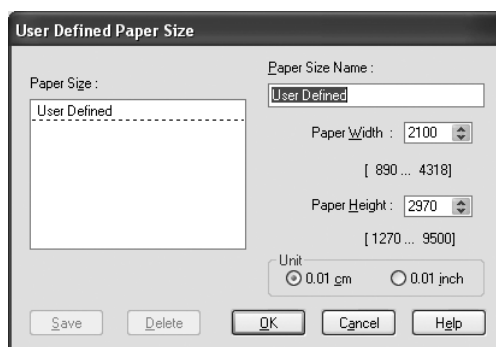 User Defined Paper Size
Paper Size :
User Defined
Paper Size Name :
User Defined
Paper Width : 2100
[ 890 ... 4318]
Paper Height : 2970
[1270 ... 9500]
Unit
0.01 cm 0.01 inch
Save Delete OK Cancel Help